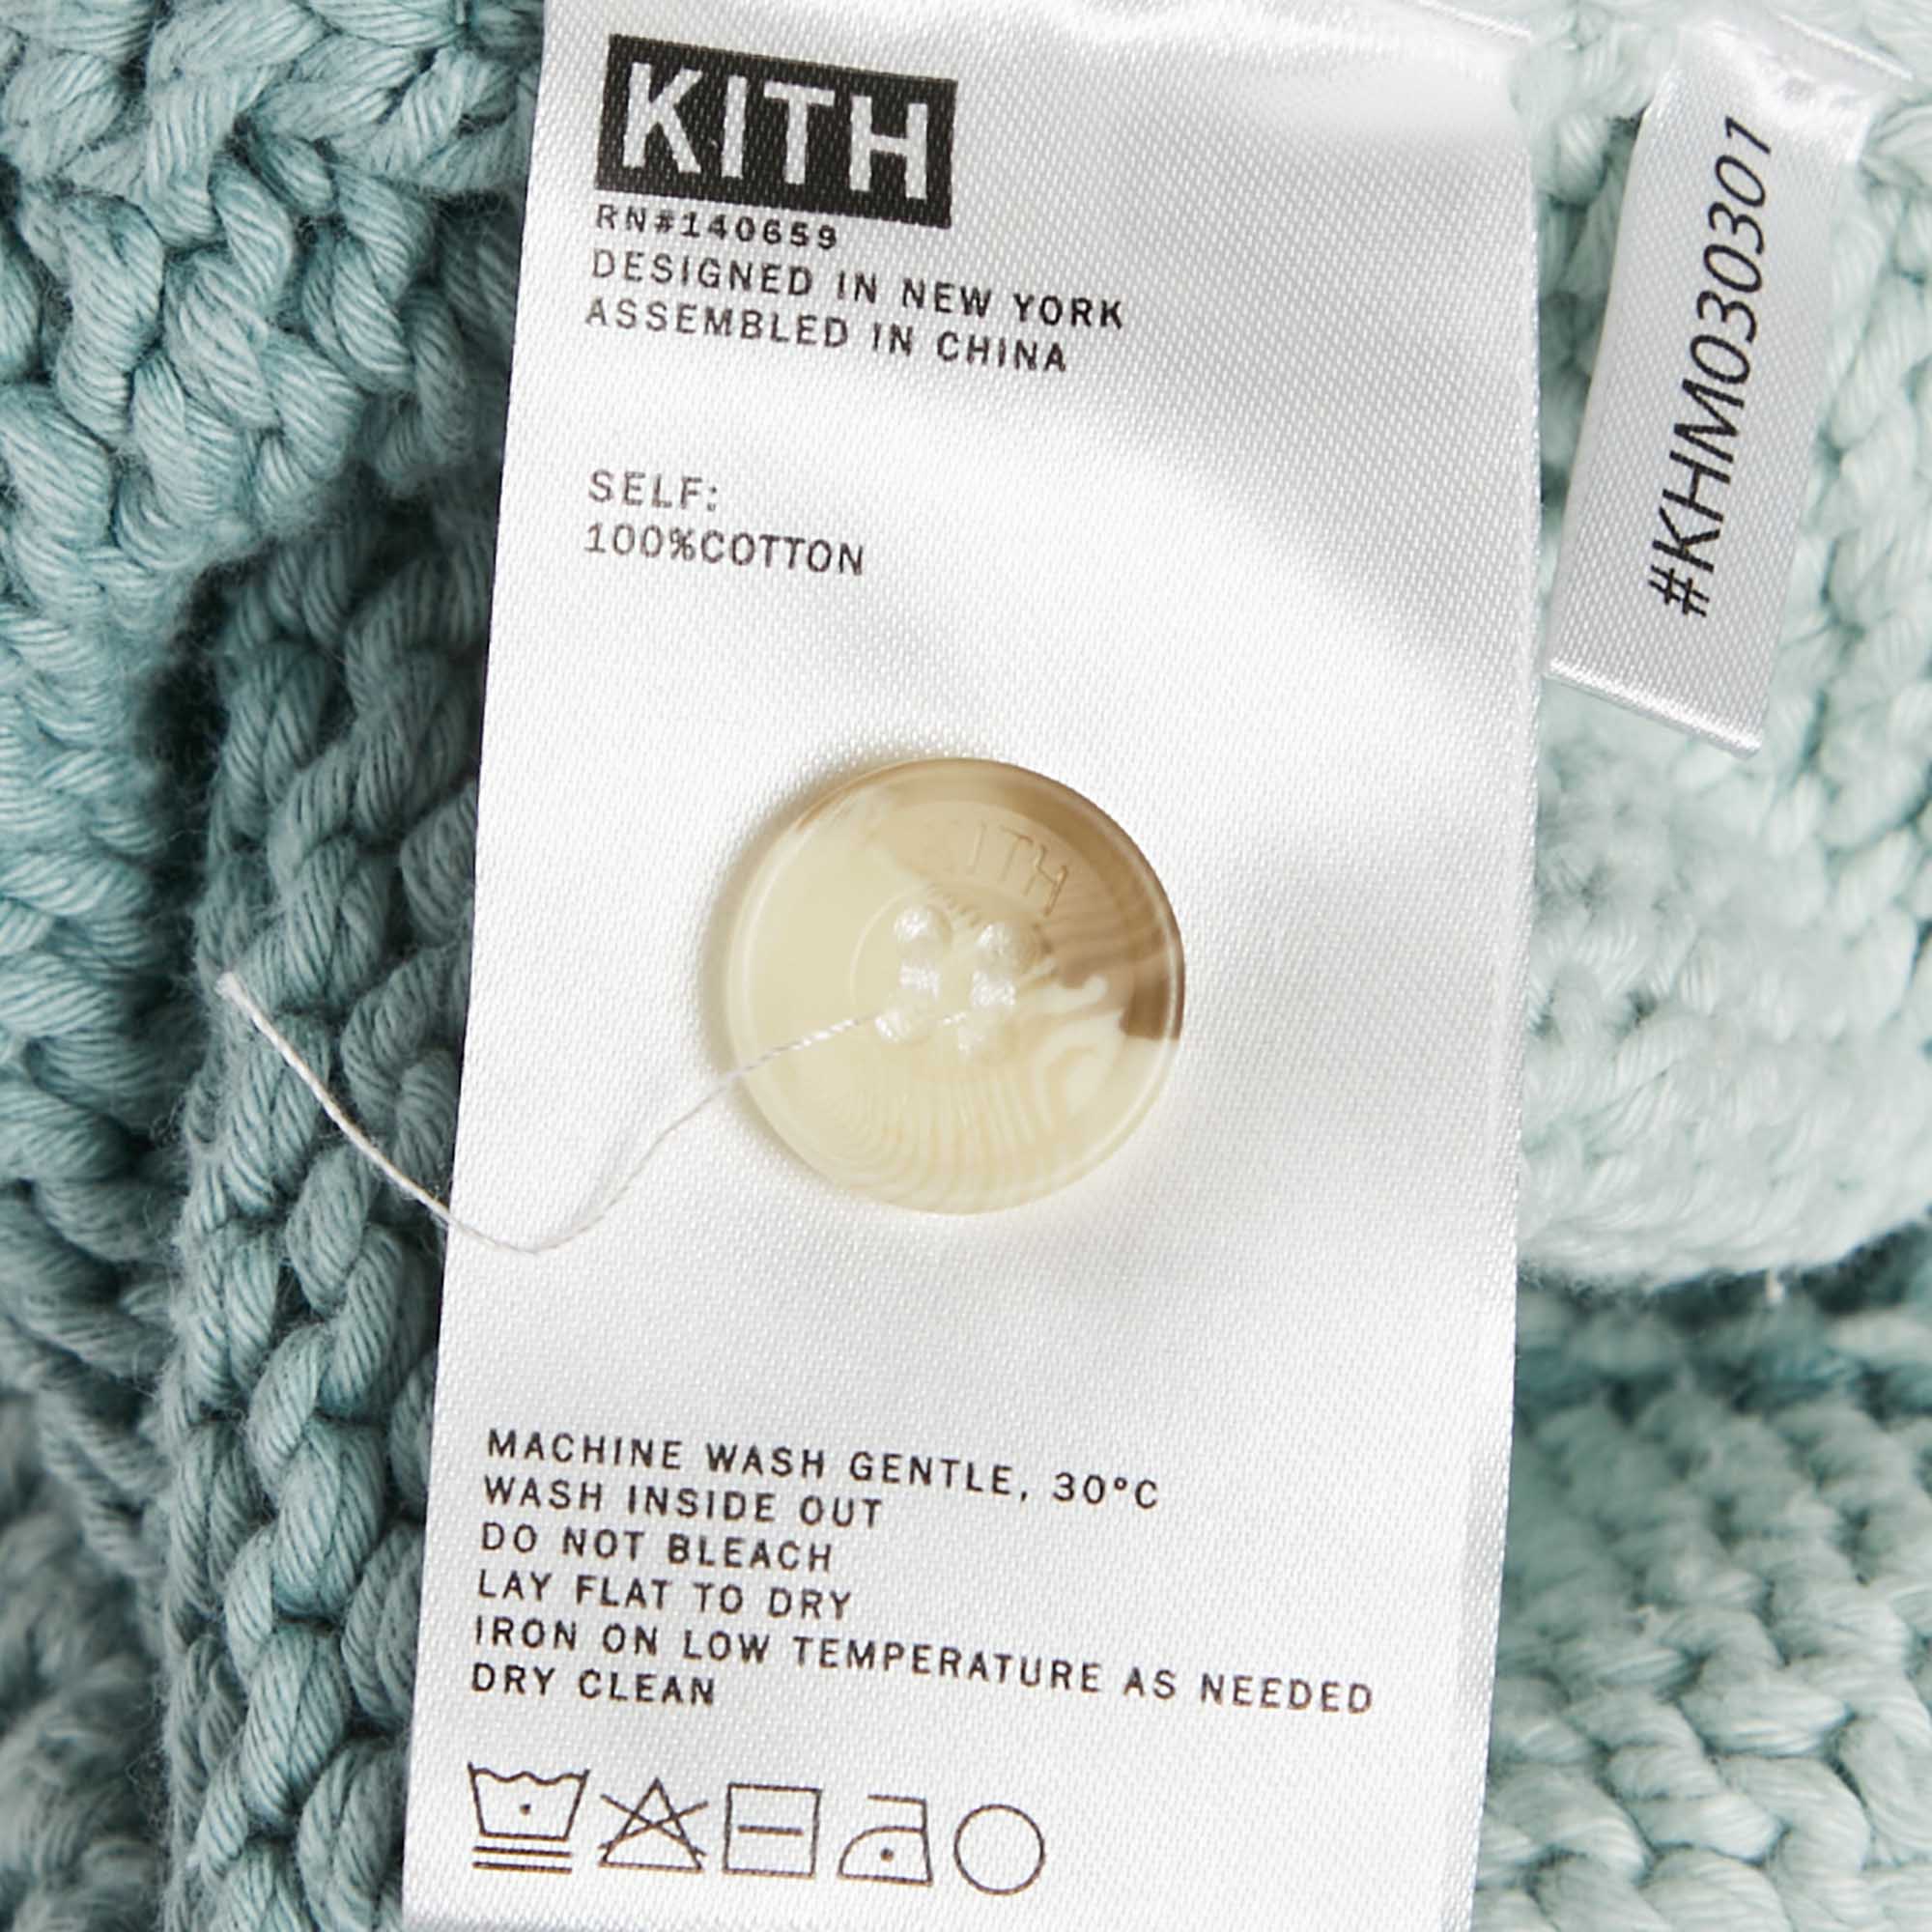 KITH
RN#140659
DESIGNED IN NEW YORK
ASSEMBLED IN CHINA
SELF:
100%COTTON
ITH
MACHINE WASH GENTLE, 30°C
WASH INSIDE OUT
DO NOT BLEACH
LAY FLAT TO DRY
IRON ON LOW TEMPERATURE AS NEEDED
DRY CLEAN
#KHM030301